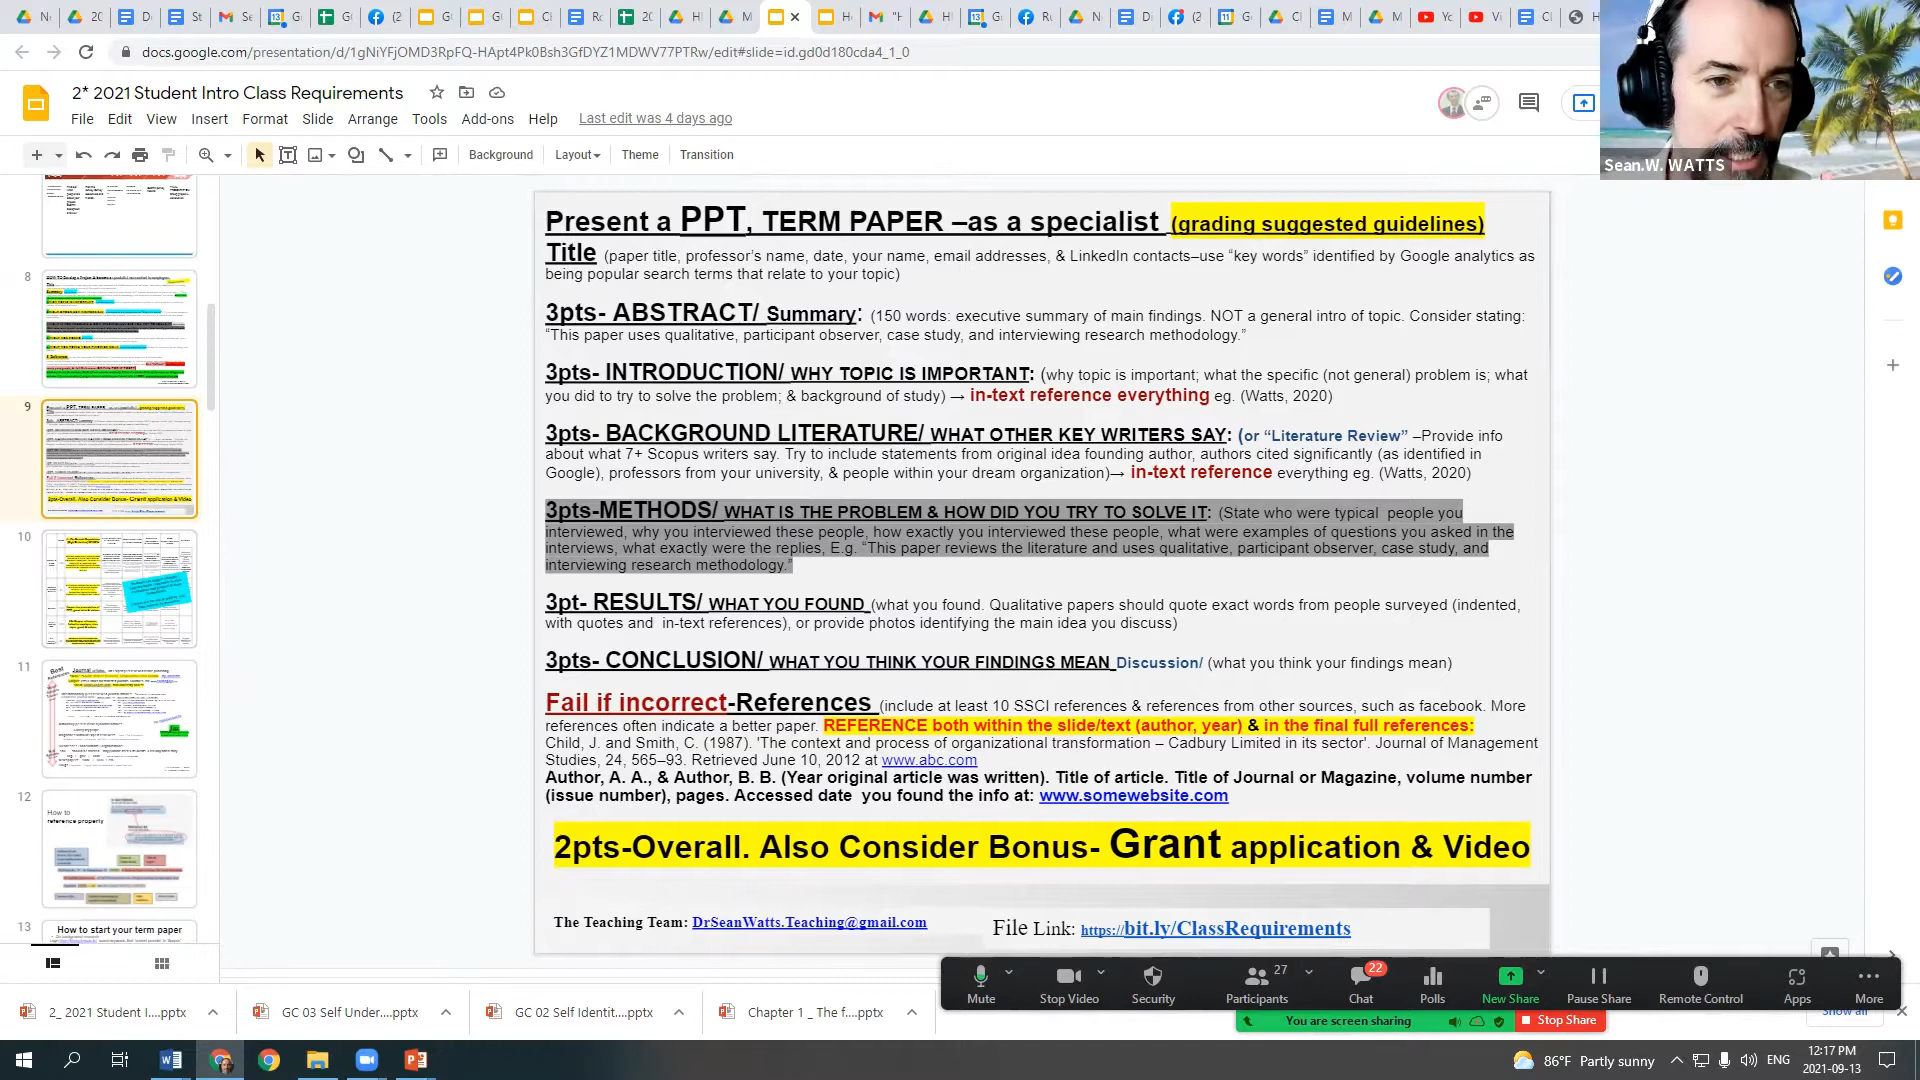 docs.google.com/presentation/d/1gNiYFjOMD3RpFQ-HApt4Pk0Bsh3GfDYZ1MDWV77PTRw/edit#slide=id.gd0d180cda4_1_0
2* 2021 Student Intro Class Requirements
File Edit View Insert Format Slide Arrange Tools Add-ons Help Last edit was 4 days ago
Background Layout Theme Transition
Sean.W. WATTS
8
9
10
11
12
13
How to
reference properly
How to start your term paper
Present a PPT, TERM PAPER –as a specialist (grading suggested guidelines)
Title (paper title, professor's name, date, your name, email addresses, & LinkedIn contacts–use “key words” identified by Google analytics as
being popular search terms that relate to your topic)
3pts- ABSTRACT/ Summary: (150 words: executive summary of main findings. NOT a general intro of topic. Consider stating:
“This paper uses qualitative, participant observer, case study, and interviewing research methodology.”
3pts- INTRODUCTION/ WHY TOPIC IS IMPORTANT: (why topic is important; what the specific (not general) problem is; what
you did to try to solve the problem; & background of study) → in-text reference everything eg. (Watts, 2020)
3pts- BACKGROUND LITERATURE/ WHAT OTHER KEY WRITERS SAY: (or “Literature Review” –Provide info
about what 7+ Scopus writers say. Try to include statements from original idea founding author, authors cited significantly (as identified in
Google), professors from your university, & people within your dream organization)→ in-text reference everything eg. (Watts, 2020)
3pts-METHODS/ WHAT IS THE PROBLEM & HOW DID YOU TRY TO SOLVE IT: (State who were typical people you
interviewed, why you interviewed these people, how exactly you interviewed these people, what were examples of questions you asked in the
interviews, what exactly were the replies, E.g. “This paper reviews the literature and uses qualitative, participant observer, case study, and
interviewing research methodology.”
3pt- RESULTS/ WHAT YOU FOUND (what you found. Qualitative papers should quote exact words from people surveyed (indented,
with quotes and in-text references), or provide photos identifying the main idea you discuss)
3pts- CONCLUSION/ WHAT YOU THINK YOUR FINDINGS MEAN Discussion/ (what you think your findings mean)
Fail if incorrect-References (include at least 10 SSCI references & references from other sources, such as facebook. More
references often indicate a better paper. REFERENCE both within the slide/text (author, year) & in the final full references:
Child, J. and Smith, C. (1987). 'The context and process of organizational transformation – Cadbury Limited in its sector'. Journal of Management
Studies, 24, 565–93. Retrieved June 10, 2012 at www.abc.com
Author, A. A., & Author, B. B. (Year original article was written). Title of article. Title of Journal or Magazine, volume number
(issue number), pages. Accessed date you found the info at: www.somewebsite.com
2pts-Overall. Also Consider Bonus- Grant application & Video
The Teaching Team: DrSeanWatts.Teaching@gmail.com
File Link: https://bit.ly/ClassRequirements
27 22
Mute Stop Video Security Participants Chat Polls New Share Pause Share Remote Control Apps More
You are screen sharing Stop Share
2_ 2021 Student I....pptx GC 03 Self Under....pptx GC 02 Self Identit....pptx Chapter 1 _ The f....pptx Show all
86°F Partly sunny ENG 12:17 PM
2021-09-13